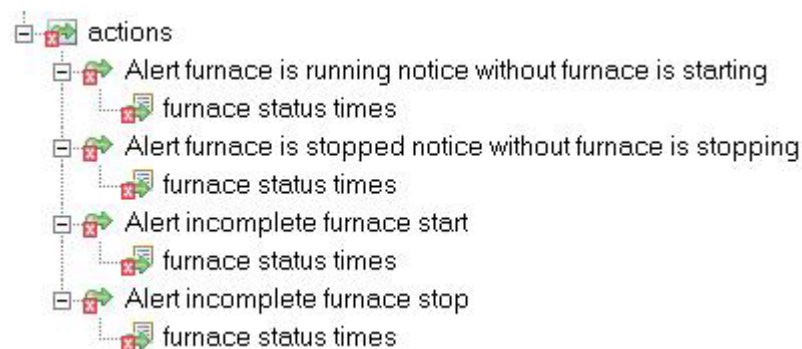 actions
Alert furnace is running notice without furnace is starting
furnace status times
Alert furnace is stopped notice without furnace is stopping
furnace status times
Alert incomplete furnace start
furnace status times
Alert incomplete furnace stop
furnace status times